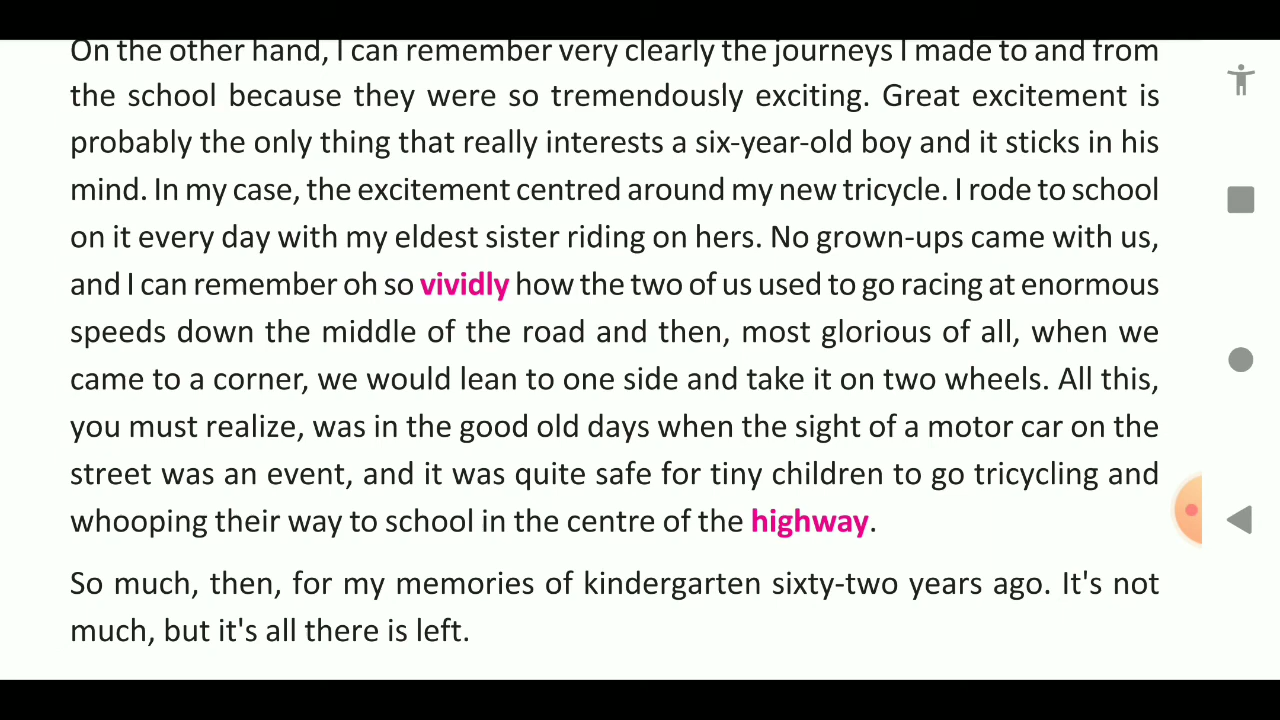 On the other hand, I can remember very clearly the journeys I made to and from
the school because they were so tremendously exciting. Great excitement is
probably the only thing that really interests a six-year-old boy and it sticks in his
mind. In my case, the excitement centred around my new tricycle. I rode to school
on it every day with my eldest sister riding on hers. No grown-ups came with us,
and I can remember oh so vividly how the two of us used to go racing at enormous
speeds down the middle of the road and then, most glorious of all, when we
came to a corner, we would lean to one side and take it on two wheels. All this,
you must realize, was in the good old days when the sight of a motor car on the
street was an event, and it was quite safe for tiny children to go tricycling and
whooping their way to school in the centre of the highway.
So much, then, for my memories of kindergarten sixty-two years ago. It's not
much, but it's all there is left.